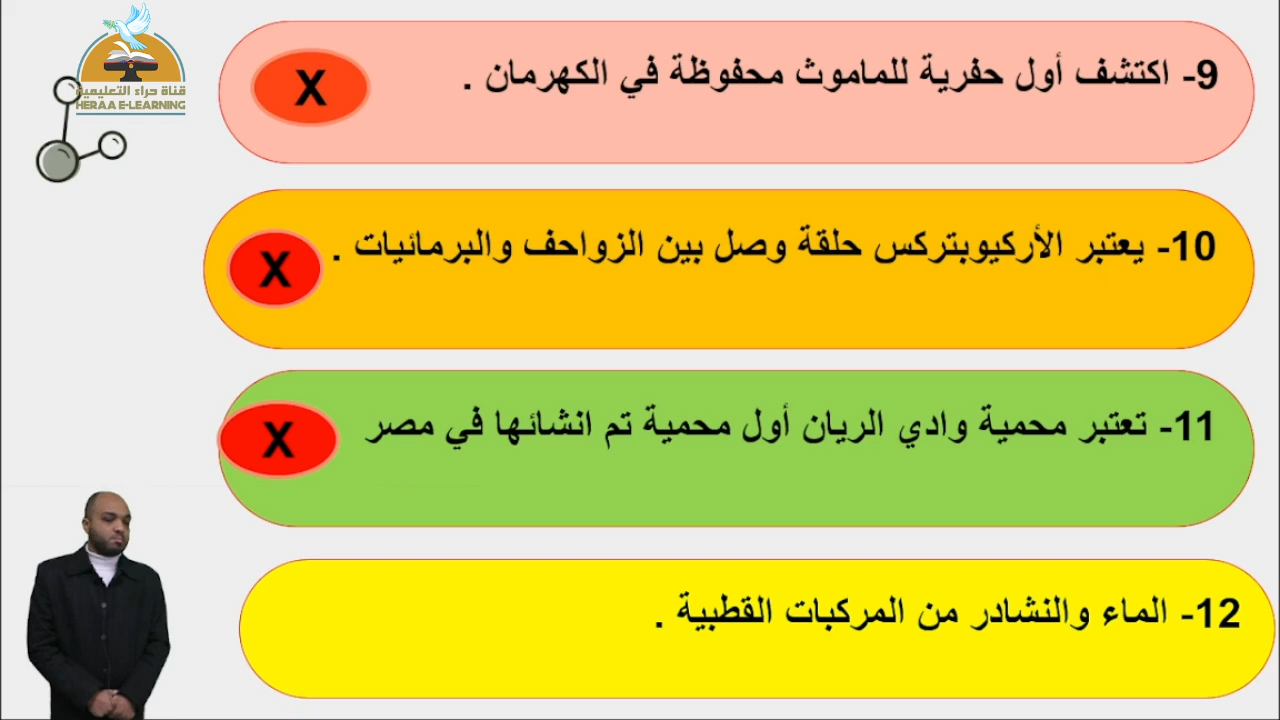 قناة حراء التعليمية
HERAA E-LEARNING
9- اكتشف أول حفرية للماموث محفوظة في الكهرمان .
X
10- يعتبر الأركيوبتركس حلقة وصل بين الزواحف والبرمائيات .
X
11- تعتبر محمية وادي الريان أول محمية تم انشائها في مصر
X
12- الماء والنشادر من المركبات القطبية .